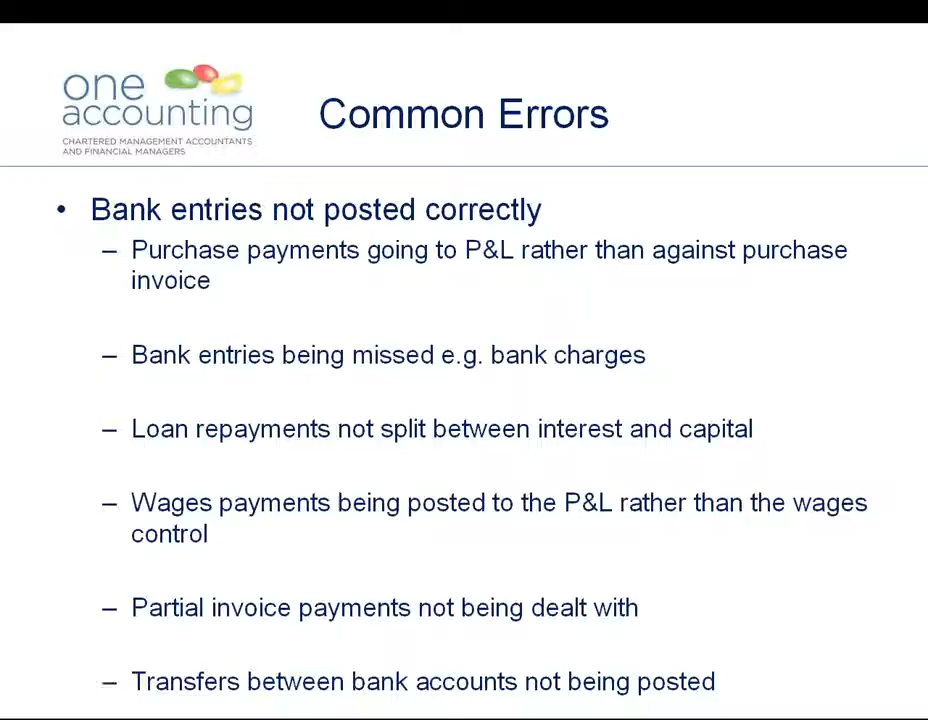 one
accounting
CHARTERED MANAGEMENT ACCOUNTANTS
AND FINANCIAL MANAGERS
Common Errors
• Bank entries not posted correctly
– Purchase payments going to P&L rather than against purchase
invoice
– Bank entries being missed e.g. bank charges
– Loan repayments not split between interest and capital
– Wages payments being posted to the P&L rather than the wages
control
– Partial invoice payments not being dealt with
– Transfers between bank accounts not being posted